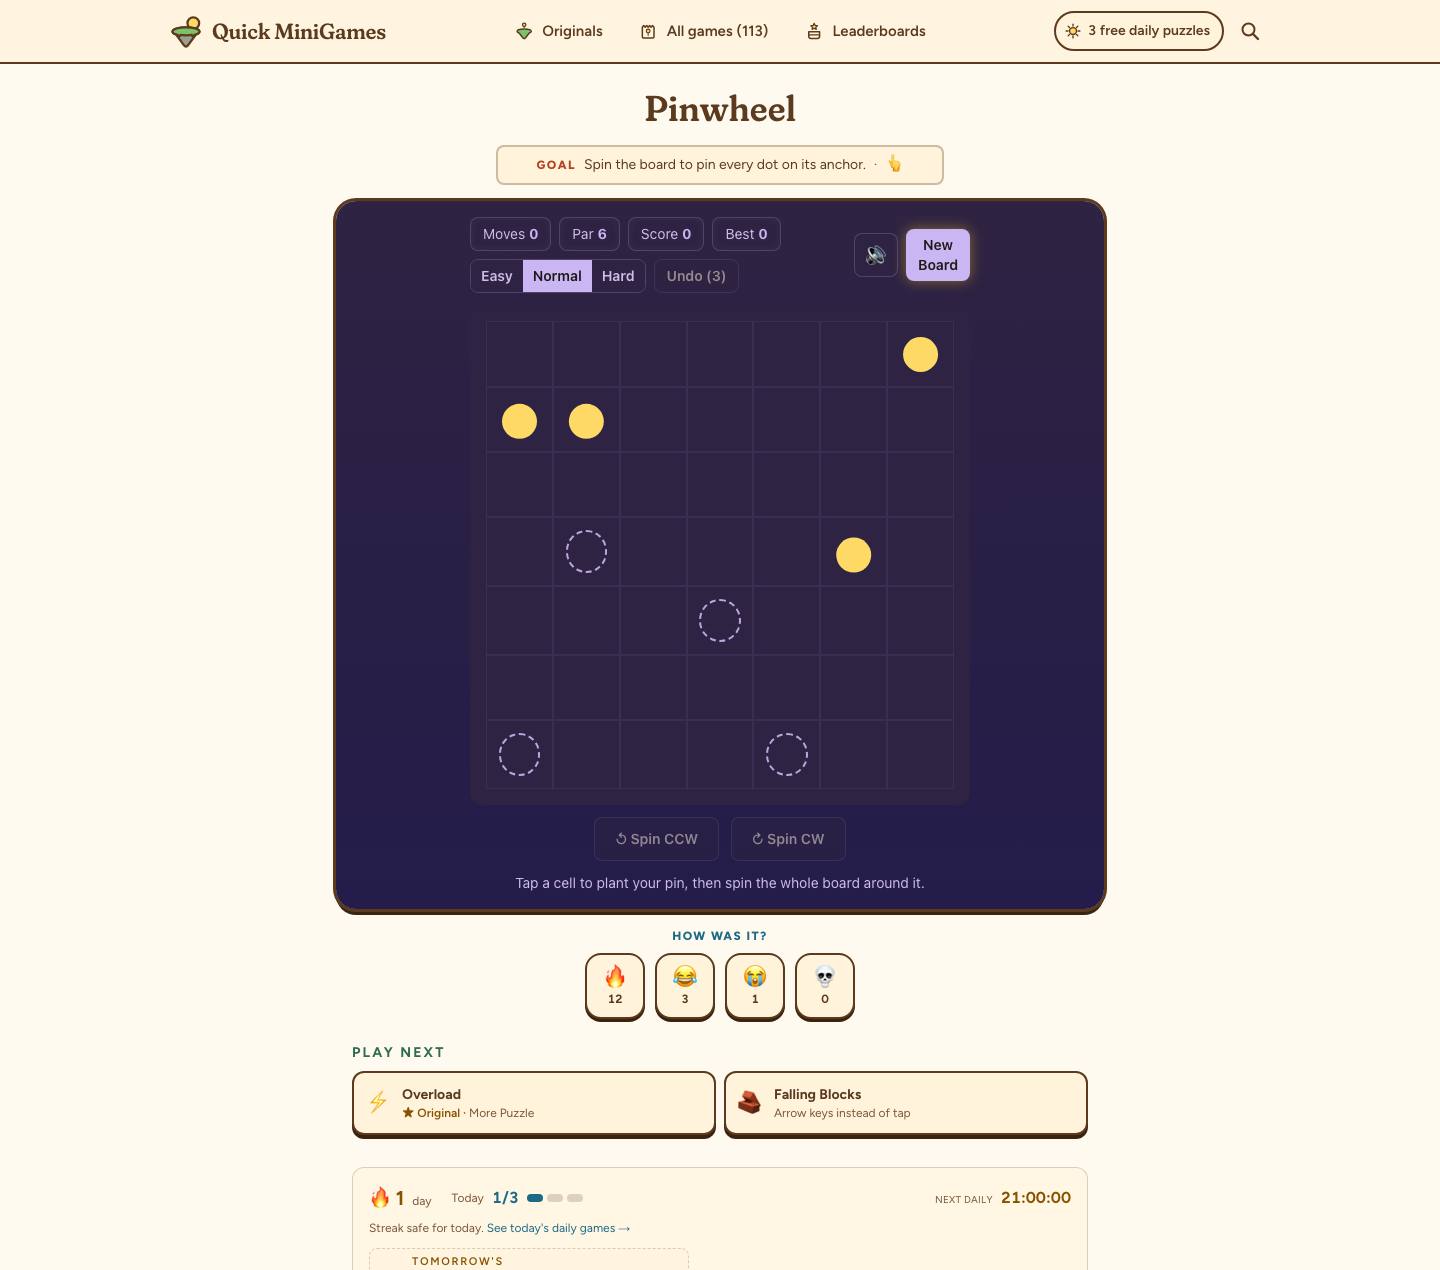 Quick MiniGames
Originals
All games (113)
Leaderboards
3 free daily puzzles
Pinwheel
GOAL Spin the board to pin every dot on its anchor. · 👆
Moves 0
Par 6
Score 0
Best 0
New
Board
Easy
Normal
Hard
Undo (3)
↺ Spin CCW
↻ Spin CW
Tap a cell to plant your pin, then spin the whole board around it.
HOW WAS IT?
12
3
1
0
PLAY NEXT
Overload
★ Original · More Puzzle
Falling Blocks
Arrow keys instead of tap
1 day
Today 1/3
NEXT DAILY 21:00:00
Streak safe for today. See today's daily games →
TOMORROW'S